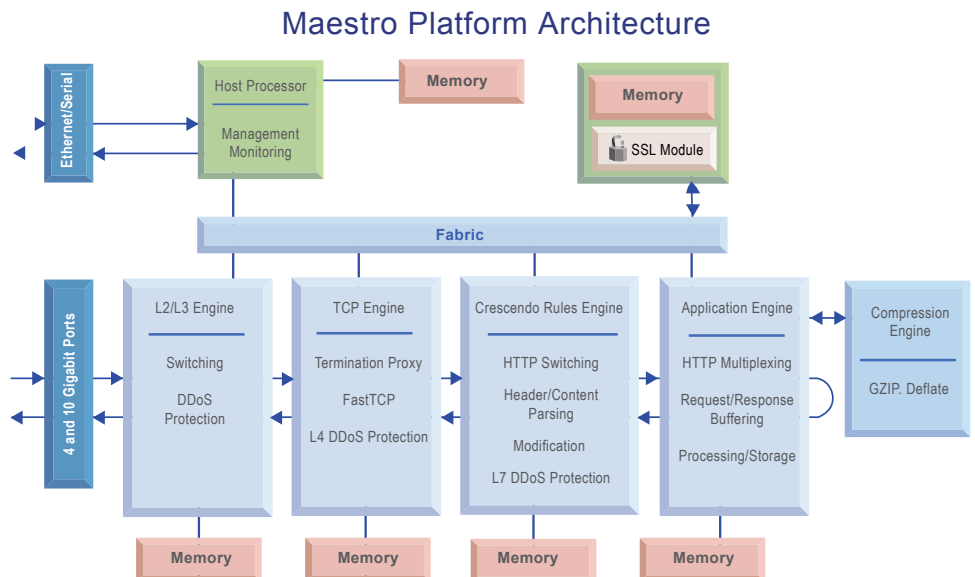 Maestro Platform Architecture
Ethernet/Serial
Host Processor
Management
Monitoring
Memory
Memory
SSL Module
Fabric
4 and 10 Gigabit Ports
L2/L3 Engine
Switching
DDoS
Protection
TCP Engine
Termination Proxy
FastTCP
L4 DDoS Protection
Crescendo Rules Engine
HTTP Switching
Header/Content
Parsing
Modification
L7 DDoS Protection
Application Engine
HTTP Multiplexing
Request/Response
Buffering
Processing/Storage
Compression
Engine
GZIP. Deflate
Memory
Memory
Memory
Memory